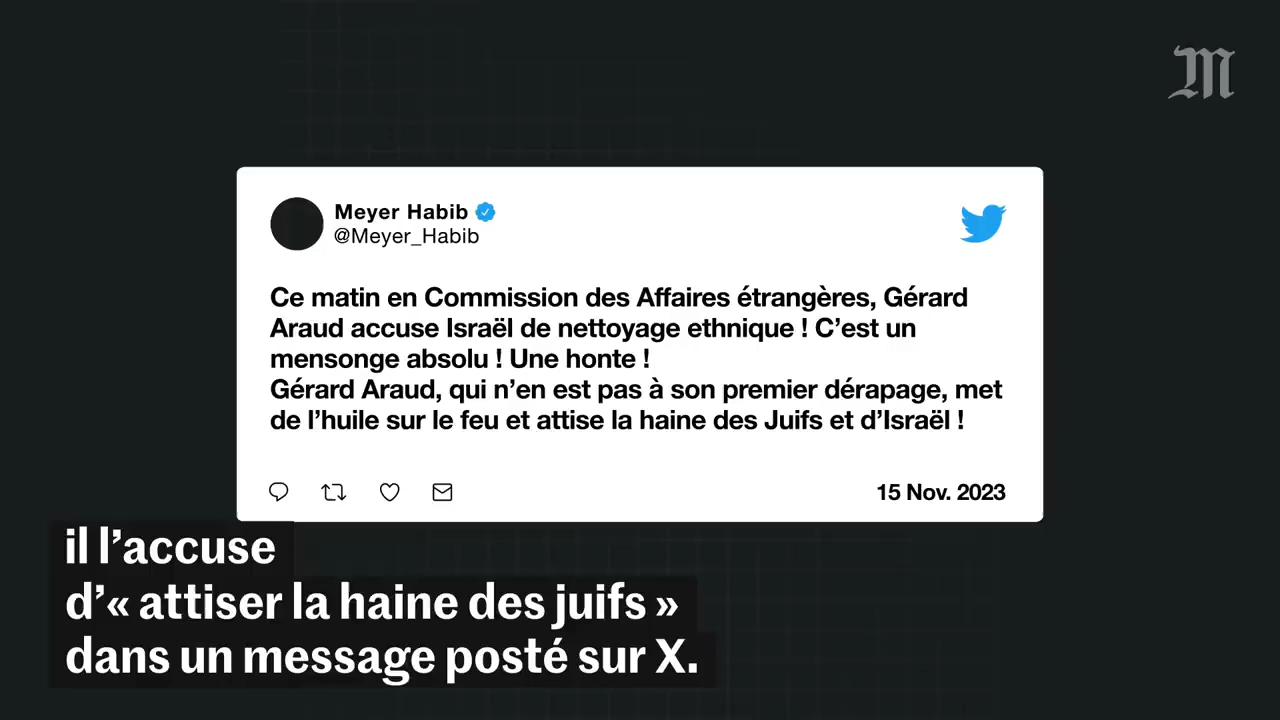 M
Meyer Habib
@Meyer_Habib
Ce matin en Commission des Affaires étrangères, Gérard
Araud accuse Israël de nettoyage ethnique ! C’est un
mensonge absolu ! Une honte !
Gérard Araud, qui n’en est pas à son premier dérapage, met
de l’huile sur le feu et attise la haine des Juifs et d’Israël !
15 Nov. 2023
il l’accuse
d’« attiser la haine des juifs »
dans un message posté sur X.